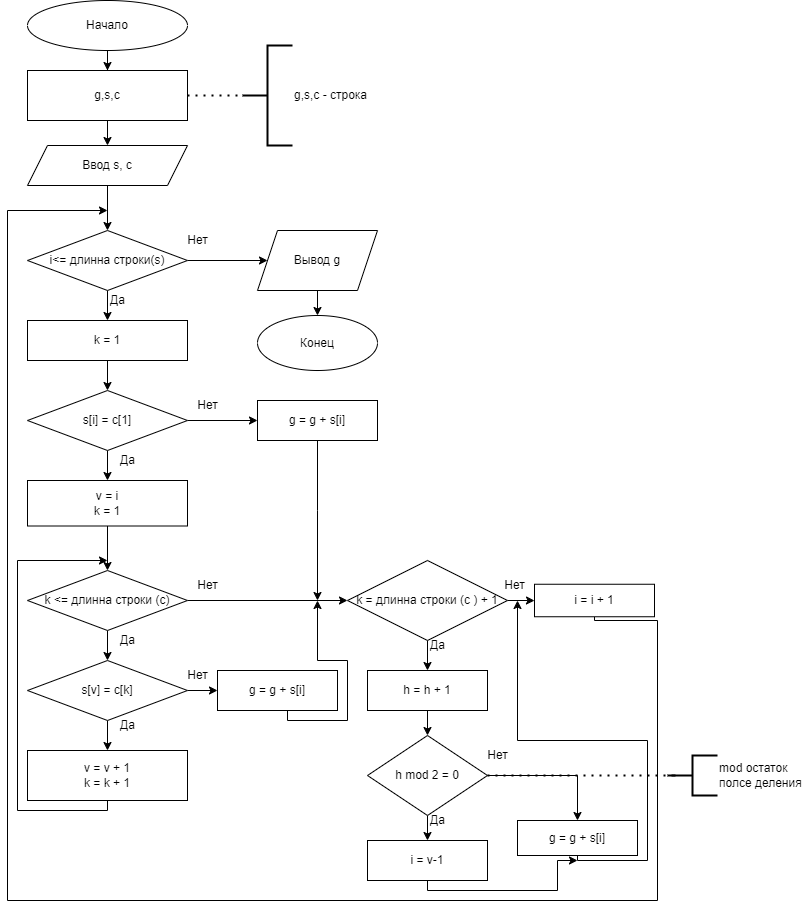 Начало
g,s,c
g,s,c - строка
Ввод s, c
i<= длинна строки(s)
Нет
Вывод g
Да
Конец
k = 1
s[i] = c[1]
Нет
g = g + s[i]
Да
v = i
k = 1
k <= длинна строки (c)
Нет
k = длинна строки (c ) + 1
Нет
i = i + 1
Да
Да
s[v] = c[k]
Нет
g = g + s[i]
h = h + 1
Да
v = v + 1
k = k + 1
h mod 2 = 0
Нет
mod остаток
полсе деления
Да
g = g + s[i]
i = v-1